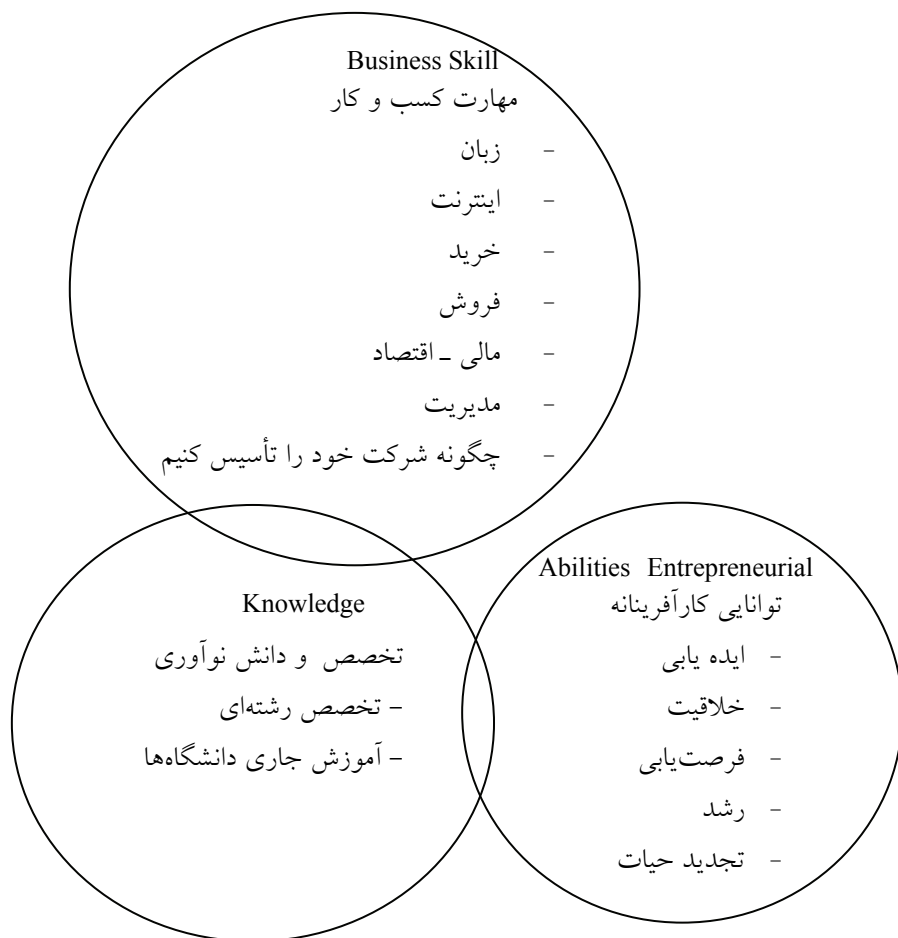 Business Skill
مهارت کسب و کار
- زبان
- اینترنت
- خرید
- فروش
- مالی ـ اقتصاد
- مدیریت
- چگونه شرکت خود را تأسیس کنیم
Abilities Entrepreneurial
توانایی کارآفرینانه
- ایده یابی
- خلاقیت
- فرصت‌یابی
- رشد
- تجدید حیات
Knowledge
تخصص و دانش نوآوری
- تخصص رشته‌ای
- آموزش جاری دانشگاه‌ها